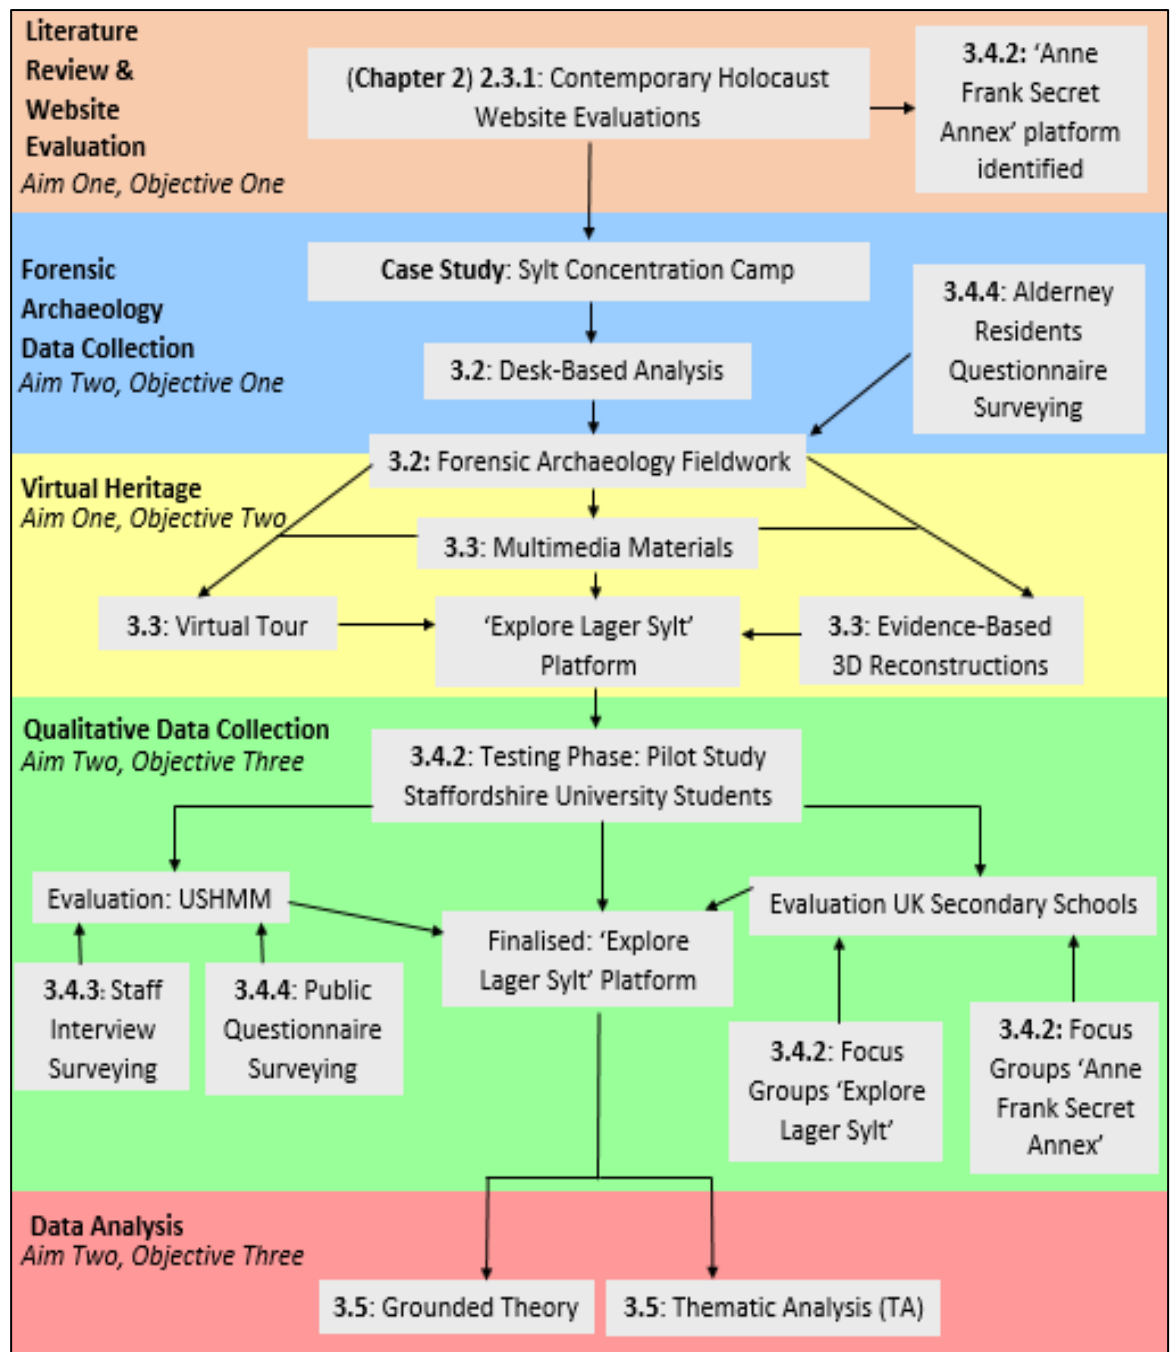 Literature
Review &
Website
Evaluation
Aim One, Objective One
(Chapter 2) 2.3.1: Contemporary Holocaust
Website Evaluations
3.4.2: ‘Anne
Frank Secret
Annex’ platform
identified
Forensic
Archaeology
Data Collection
Aim Two, Objective One
Case Study: Sylt Concentration Camp
3.4.4: Alderney
Residents
Questionnaire
Surveying
3.2: Desk-Based Analysis
3.2: Forensic Archaeology Fieldwork
Virtual Heritage
Aim One, Objective Two
3.3: Multimedia Materials
3.3: Virtual Tour
‘Explore Lager Sylt’
Platform
3.3: Evidence-Based
3D Reconstructions
Qualitative Data Collection
Aim Two, Objective Three
3.4.2: Testing Phase: Pilot Study
Staffordshire University Students
Evaluation: USHMM
Evaluation UK Secondary Schools
Finalised: ‘Explore
Lager Sylt’ Platform
3.4.3: Staff
Interview
Surveying
3.4.4: Public
Questionnaire
Surveying
3.4.2: Focus
Groups ‘Explore
Lager Sylt’
3.4.2: Focus
Groups ‘Anne
Frank Secret
Annex’
Data Analysis
Aim Two, Objective Three
3.5: Grounded Theory
3.5: Thematic Analysis (TA)